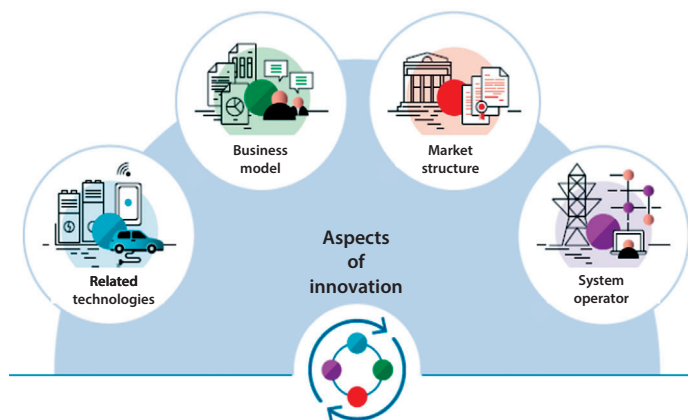 Business
model
Market
structure
Related
technologies
System
operator
Aspects
of
innovation